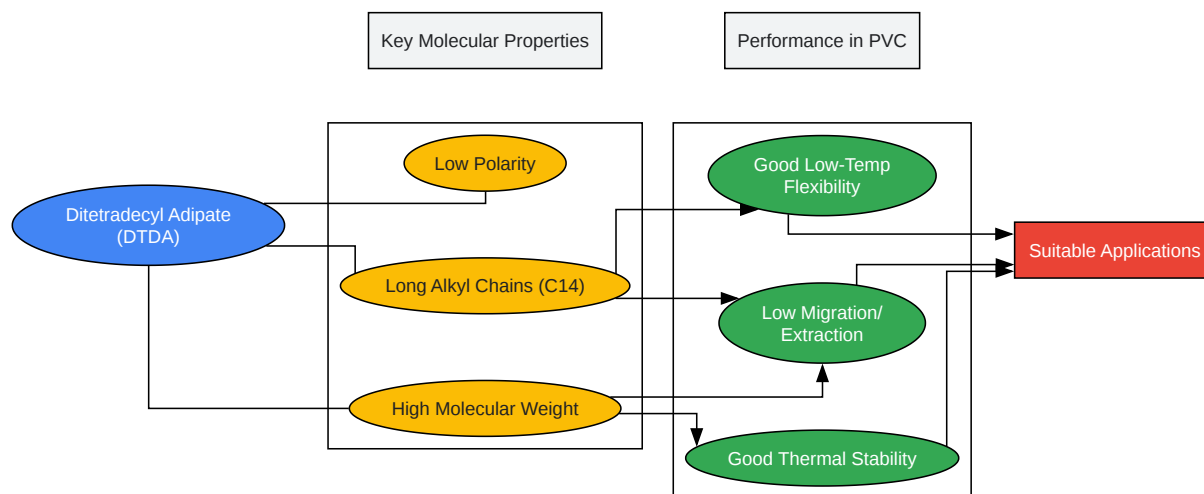 Key Molecular Properties
Performance in PVC
Low Polarity
Good Low-Temp
Flexibility
Ditetradecyl Adipate
(DTDA)
Suitable Applications
Long Alkyl Chains (C14)
Low Migration/
Extraction
High Molecular Weight
Good Thermal Stability